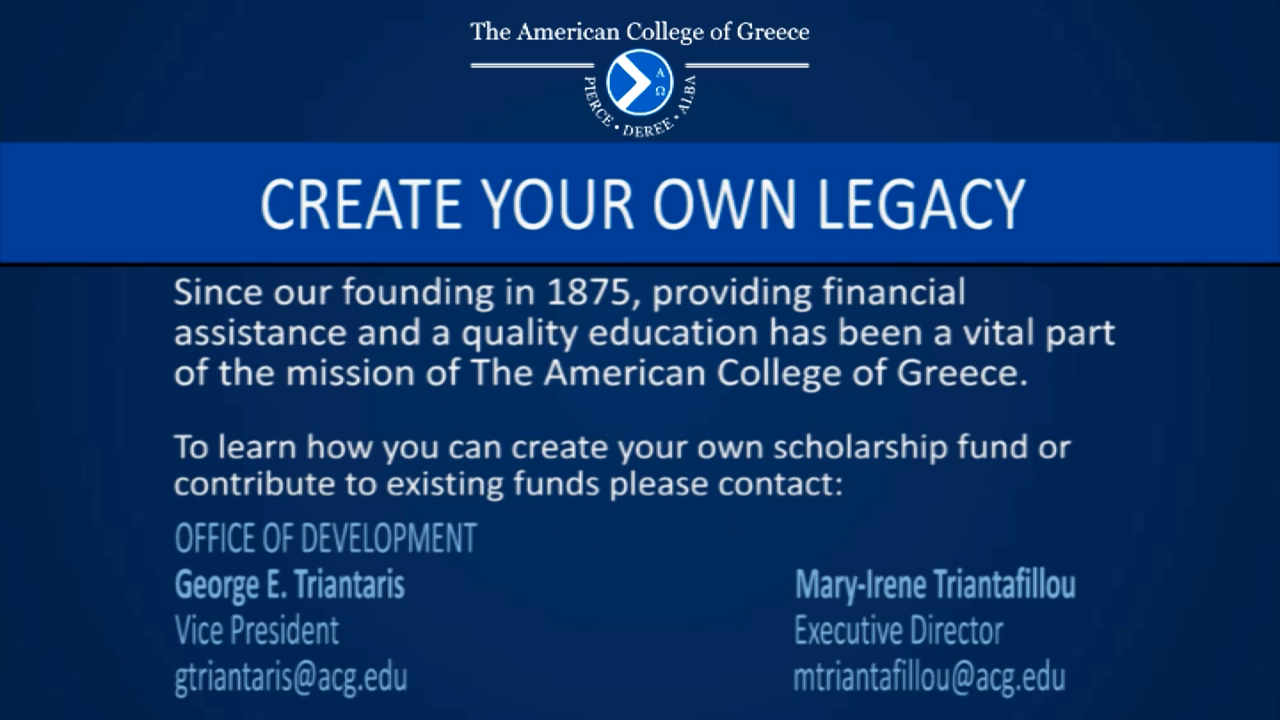 The American College of Greece
Α
Ω
PIERCE • DEREE • ALBA
CREATE YOUR OWN LEGACY
Since our founding in 1875, providing financial
assistance and a quality education has been a vital part
of the mission of The American College of Greece.
To learn how you can create your own scholarship fund or
contribute to existing funds please contact:
OFFICE OF DEVELOPMENT
George E. Triantaris
Vice President
gtriantaris@acg.edu
Mary-Irene Triantafillou
Executive Director
mtriantafillou@acg.edu